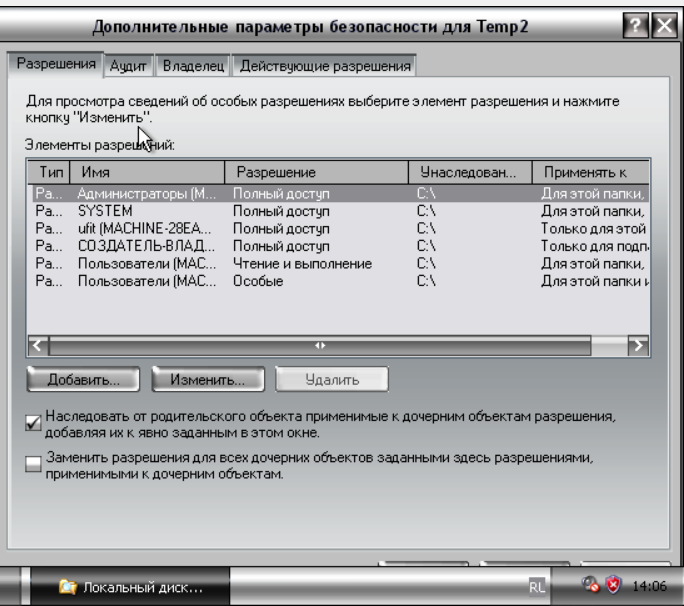 Дополнительные параметры безопасности для Temp2
Разрешения Аудит Владелец Действующие разрешения
Для просмотра сведений об особых разрешениях выберите элемент разрешения и нажмите
кнопку "Изменить".
Элементы разрешений:
Тип Имя Разрешение Унаследован... Применять к
Ра... Администраторы (М... Полный доступ C:\ Для этой папки,
Ра... SYSTEM Полный доступ C:\ Для этой папки,
Ра... ufit (MACHINE-28EA... Полный доступ C:\ Только для этой
Ра... СОЗДАТЕЛЬ-ВЛАД... Полный доступ C:\ Только для подп
Ра... Пользователи (MAC... Чтение и выполнение C:\ Для этой папки,
Ра... Пользователи (MAC... Особые C:\ Для этой папки и
Добавить... Изменить... Удалить
Наследовать от родительского объекта применимые к дочерним объектам разрешения,
добавляя их к явно заданным в этом окне.
Заменить разрешения для всех дочерних объектов заданными здесь разрешениями,
применимыми к дочерним объектам.
Локальный диск... RL 14:06